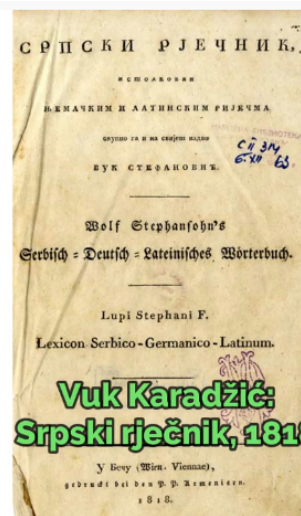 СРПСКИ РЈЕЧНИК,
ИСТОЛКОВАН
ЊЕМАЧКИМ И ЛАТИНСКИМ РИЈЕЧМА
СКУПИО ГА И НА СВИЈЕТ ИЗДАО
ВУК СТЕФАНОВИЋ.
Wolf Stephansohn's
Serbisch=Deutsch=Lateinisches Wörterbuch.
Lupi Stephani F.
Lexicon Serbico-Germanico-Latinum.
Vuk Karadžić:
Srpski rječnik, 1818
У Бечу (Wien, Viennae),
gedruckt bei den P. P. Armeniern.
1818.